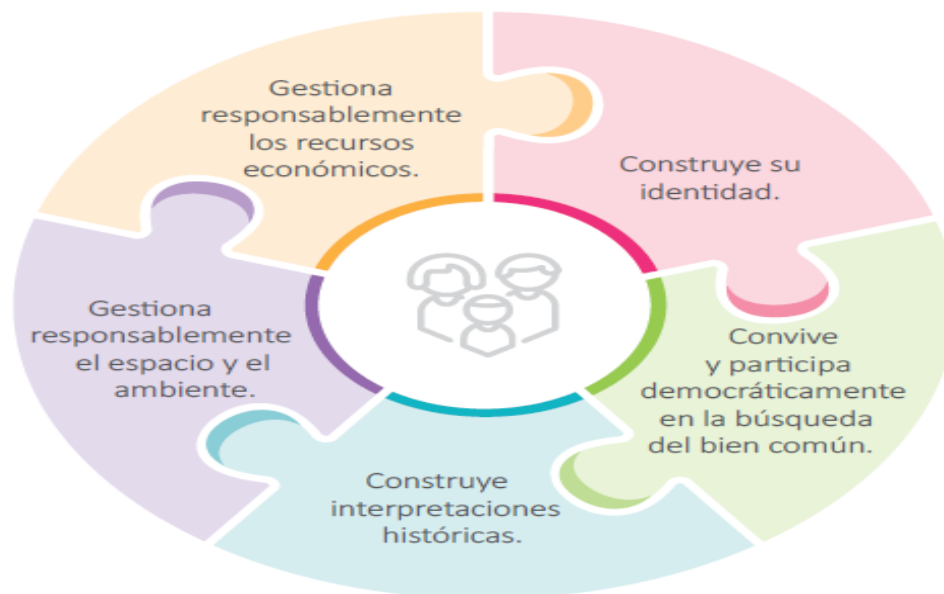 Gestiona
responsablemente
los recursos
económicos.
Construye su
identidad.
Gestiona
responsablemente
el espacio y el
ambiente.
Convive
y participa
democráticamente
en la búsqueda
del bien común.
Construye
interpretaciones
históricas.